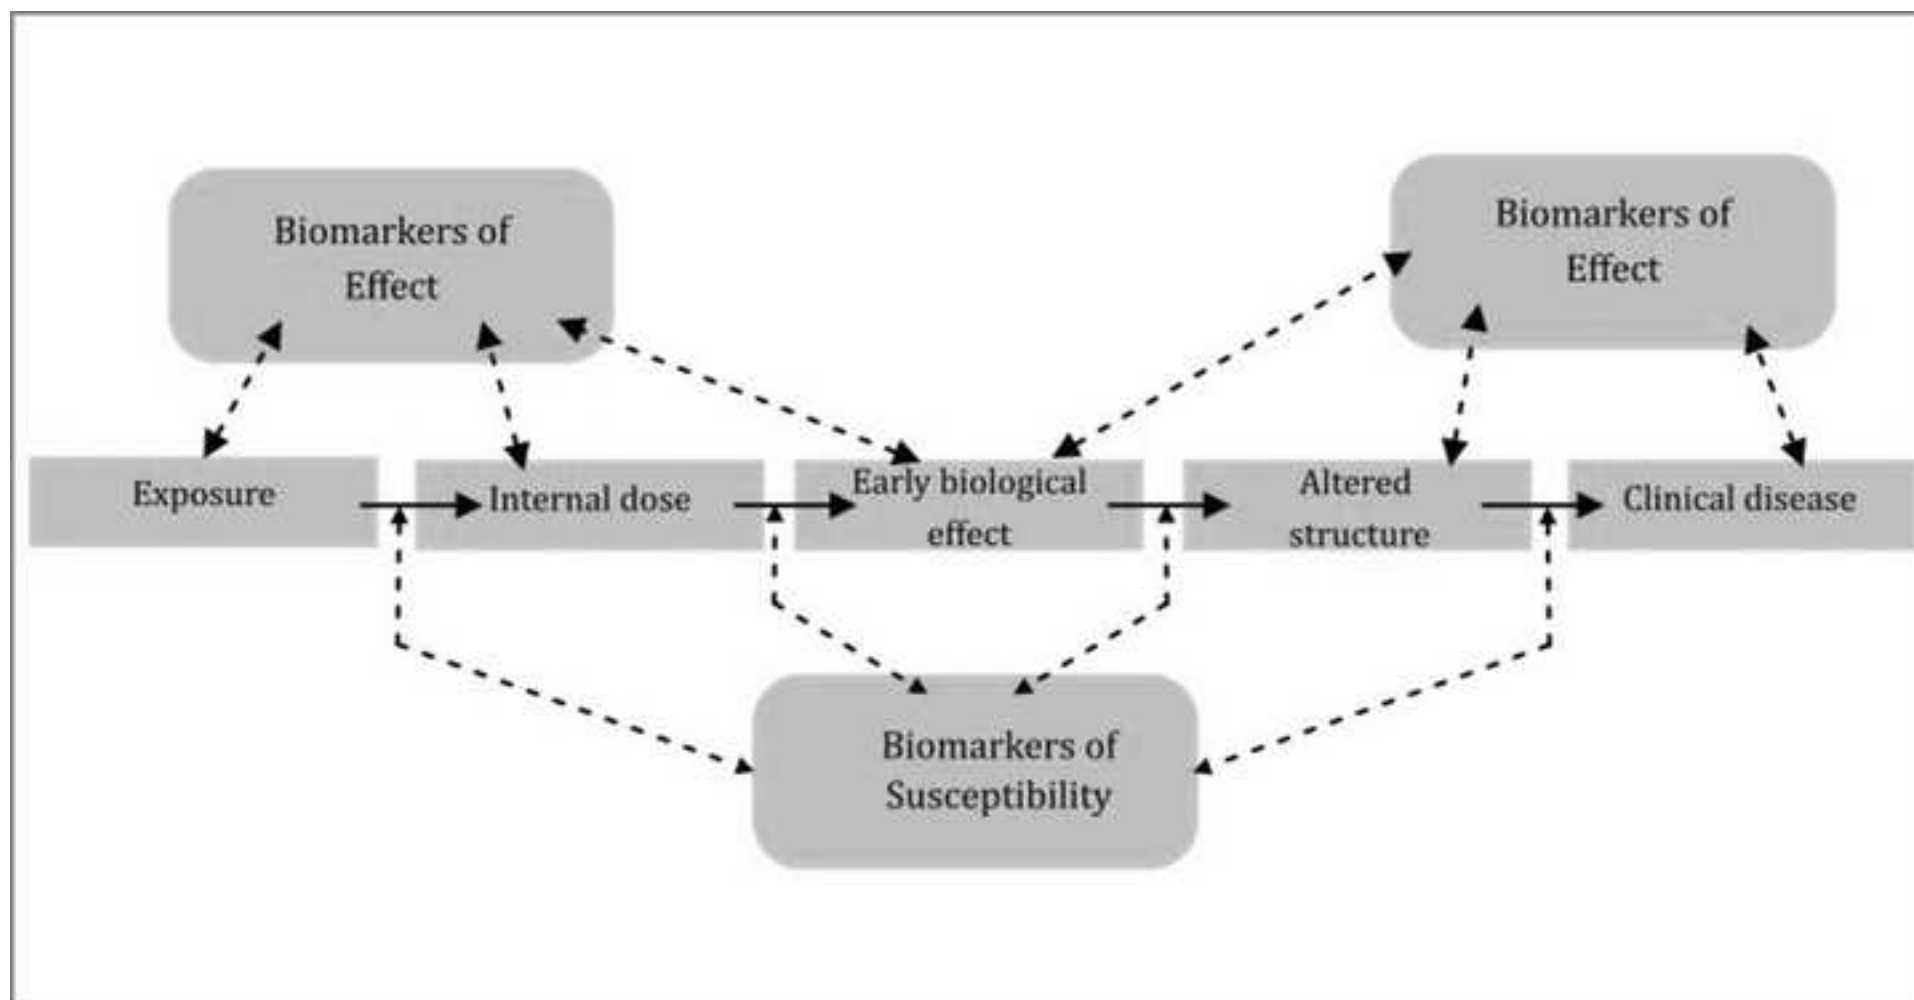 Biomarkers of
Effect
Biomarkers of
Effect
Exposure
Internal dose
Early biological
effect
Altered
structure
Clinical disease
Biomarkers of
Susceptibility